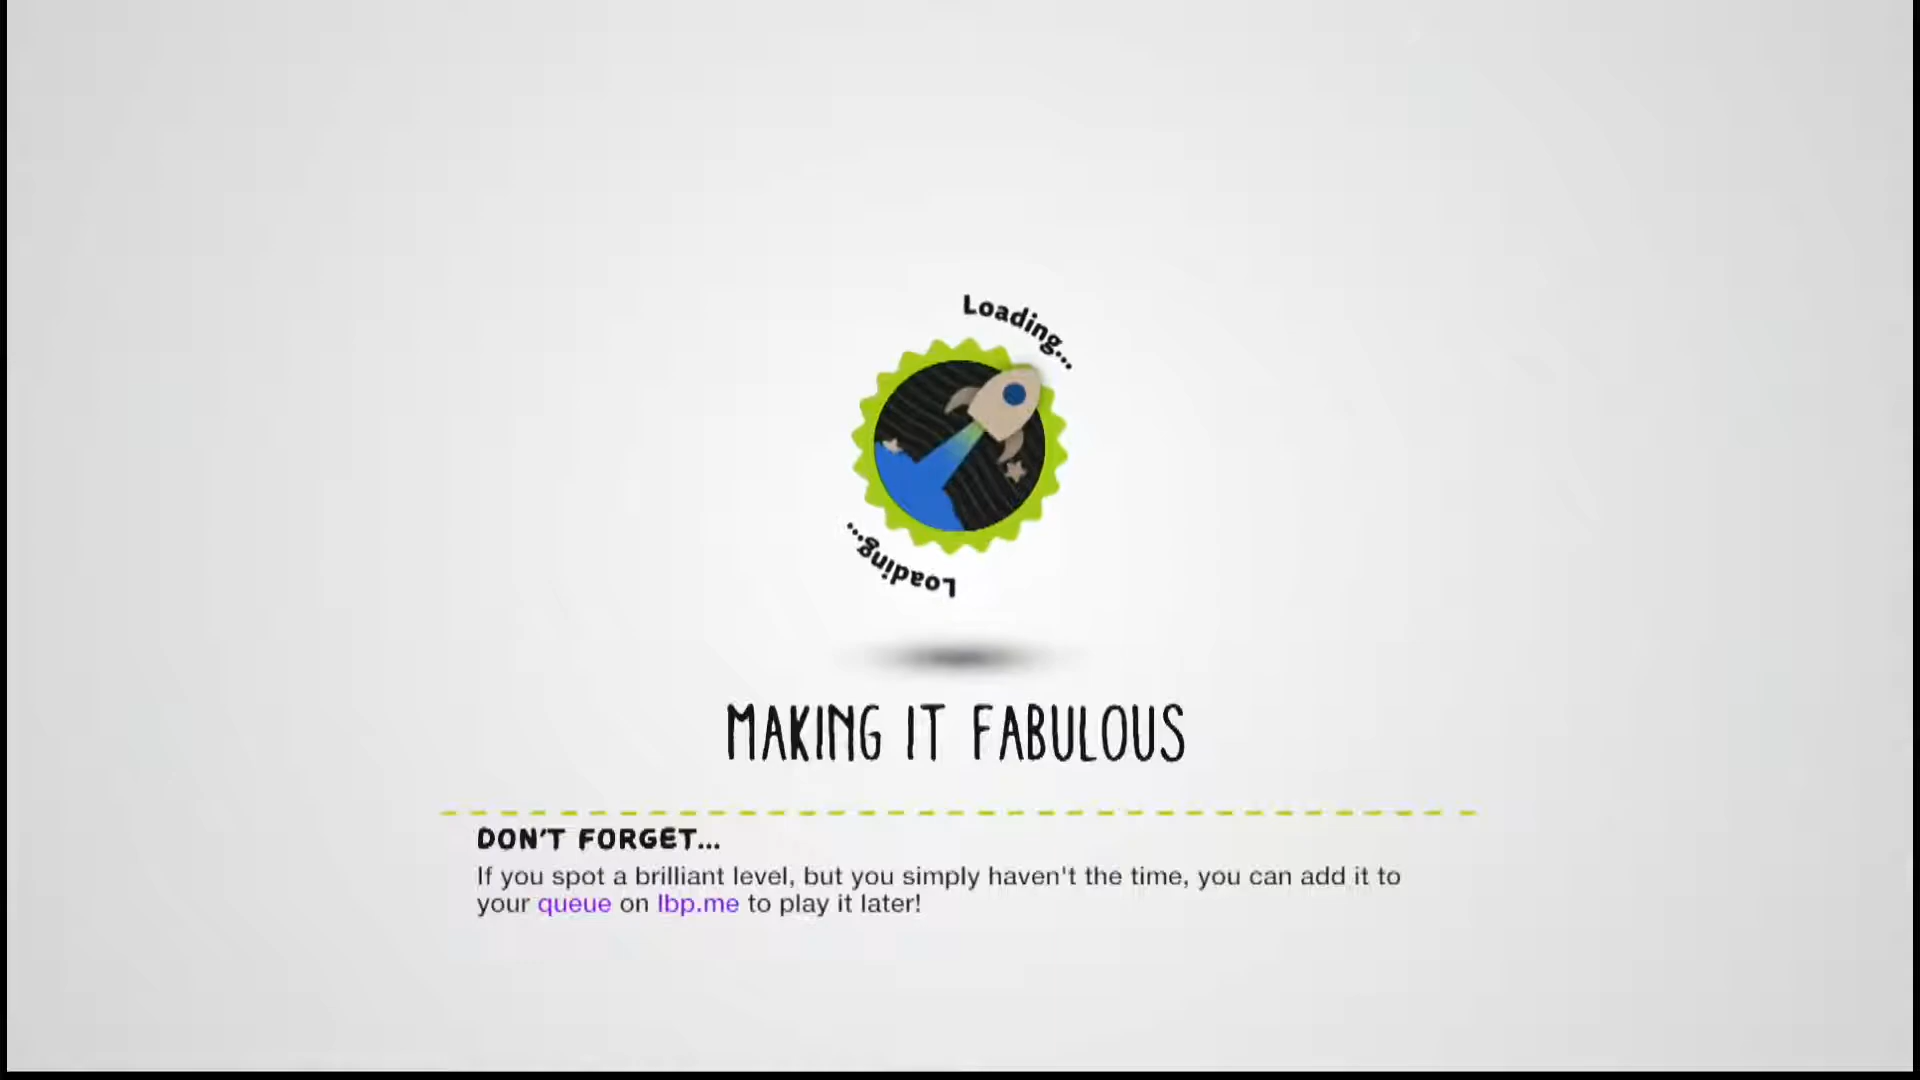 Loading...
Loading...
MAKING IT FABULOUS
DON'T FORGET...
If you spot a brilliant level, but you simply haven't the time, you can add it to
your queue on lbp.me to play it later!